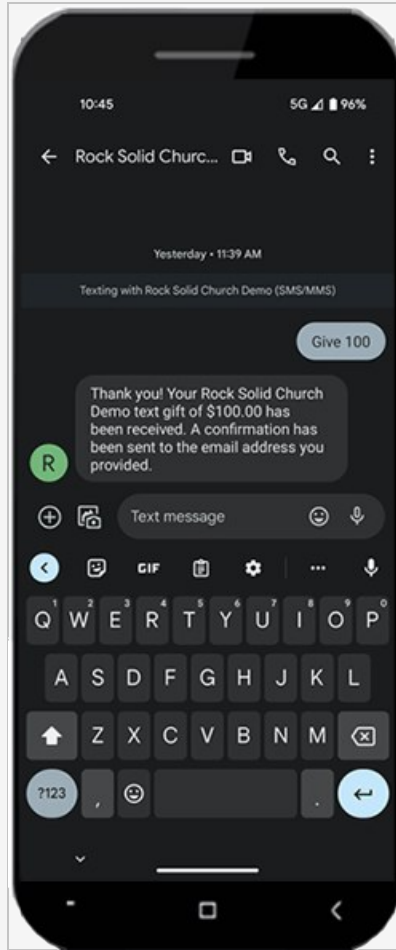 10:45 5G 96%
Rock Solid Churc...
Yesterday • 11:39 AM
Texting with Rock Solid Church Demo (SMS/MMS)
Give 100
Thank you! Your Rock Solid Church
Demo text gift of $100.00 has
been received. A confirmation has
been sent to the email address you
provided.
R
Text message
GIF
1 2 3 4 5 6 7 8 9 0
Q W E R T Y U I O P
A S D F G H J K L
Z X C V B N M
?123 , .